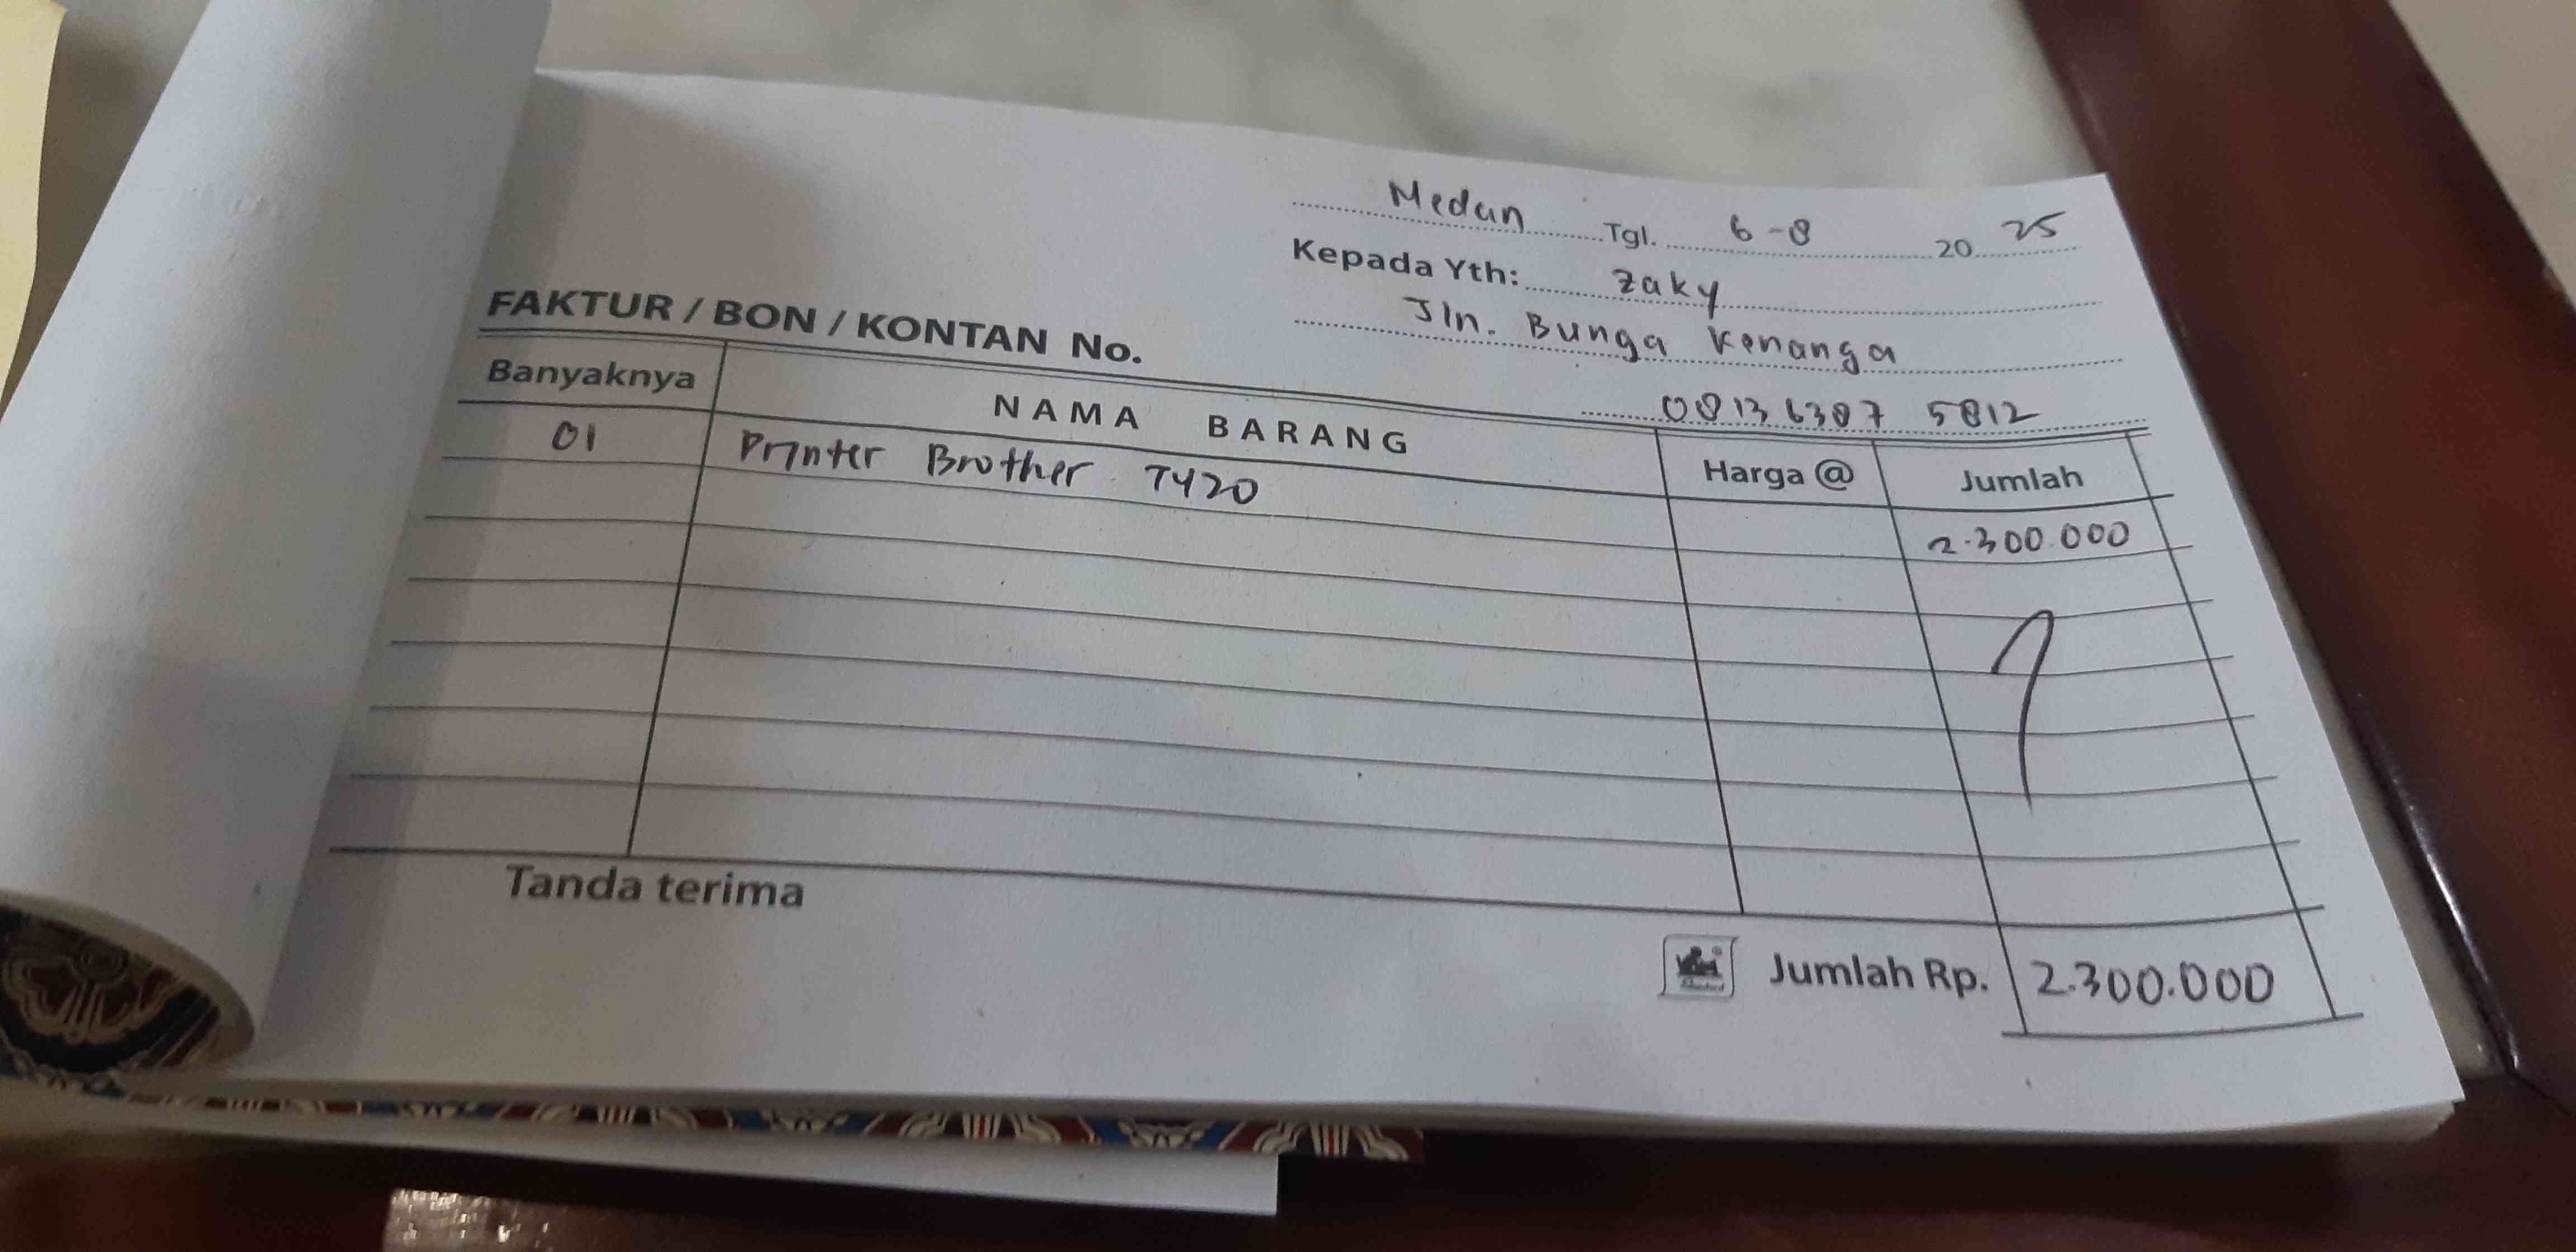 Medan Tgl. 6-8 20 25
Kepada Yth: Zaky
Jln. Bunga Kenanga
0813 6387 5812
FAKTUR / BON / KONTAN No.
Banyaknya NAMA BARANG Harga @ Jumlah
01 Printer Brother T420 2.300.000
Tanda terima
Jumlah Rp. 2.300.000